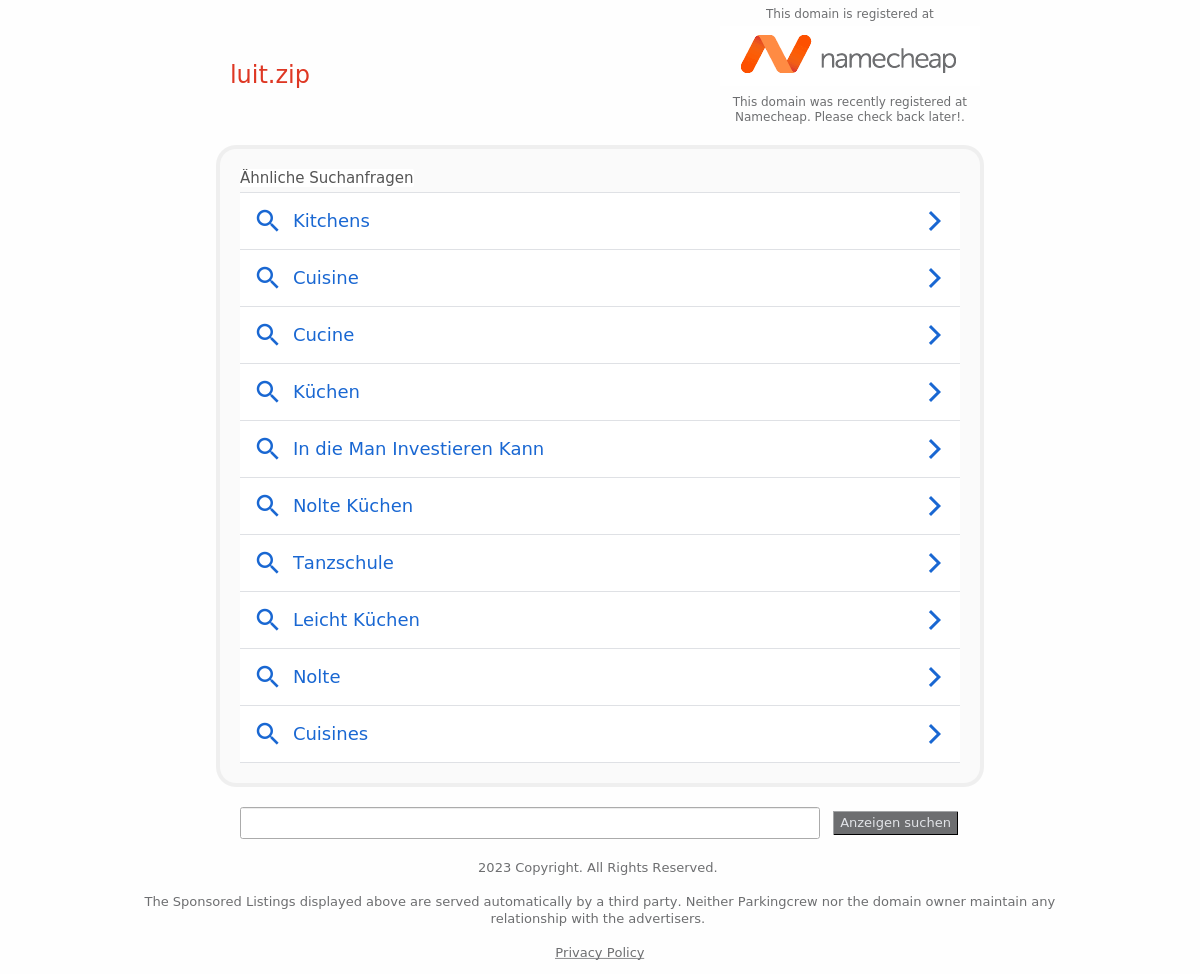 This domain is registered at
namecheap
luit.zip
This domain was recently registered at
Namecheap. Please check back later!.
Ähnliche Suchanfragen
Kitchens
Cuisine
Cucine
Küchen
In die Man Investieren Kann
Nolte Küchen
Tanzschule
Leicht Küchen
Nolte
Cuisines
Anzeigen suchen
2023 Copyright. All Rights Reserved.
The Sponsored Listings displayed above are served automatically by a third party. Neither Parkingcrew nor the domain owner maintain any
relationship with the advertisers.
Privacy Policy